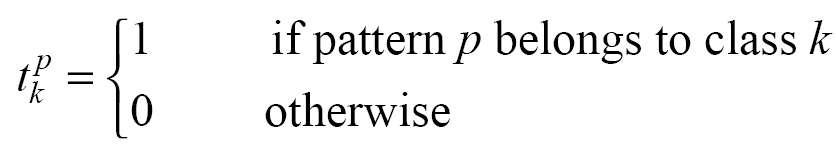 t_k^p = { 1 if pattern p belongs to class k
0 otherwise